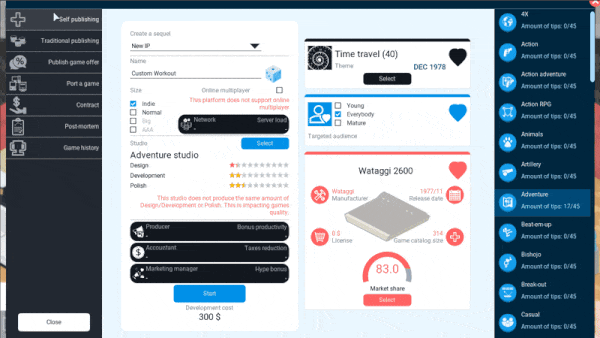 Self publishing
Traditional publishing
Publish game offer
Port a game
Contract
Post-mortem
Game history
Close
Create a sequel
New IP
Name
Custom Workout
Size
Online multiplayer
Indie
Normal
Big
AAA
This platform does not support online
multiplayer
Network
Server load
Studio
Select
Adventure studio
Design
Development
Polish
This studio does not produse the same amount of
Design/Development or Polish. This is impacting games
quality.
Producer
Bonus productivity
Accountant
Taxes reduction
Marketing manager
Hype bonus
Start
Development cost
300 $
Time travel (40)
Theme
DEC 1978
Select
Young
Everybody
Mature
Targeted audience
Wataggi 2600
Wataggi
Manufacturer
1977/11
Release date
0 $
License
314
Game catalog size
83.0
Market share
Select
4X
Amount of tips: 0/45
Action
Amount of tips: 0/45
Action adventure
Amount of tips: 0/45
Action RPG
Amount of tips: 0/45
Animals
Amount of tips: 0/45
Artillery
Amount of tips: 0/45
Adventure
Amount of tips: 17/45
Beat-em-up
Amount of tips: 0/45
Bishojo
Amount of tips: 0/45
Break-out
Amount of tips: 0/45
Casual
Amount of tips: 0/45